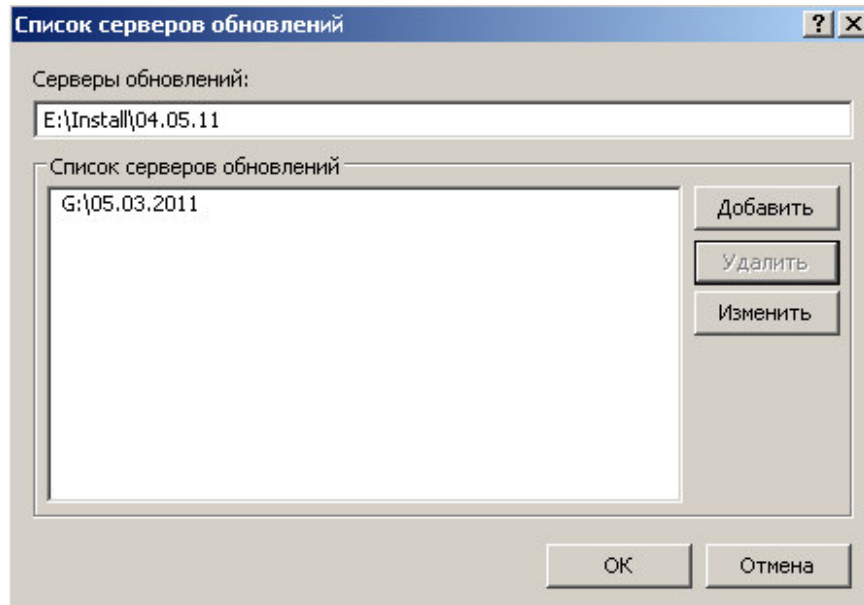 Список серверов обновлений
Серверы обновлений:
E:\Install\04.05.11
Список серверов обновлений
G:\05.03.2011
Добавить
Удалить
Изменить
ОК
Отмена